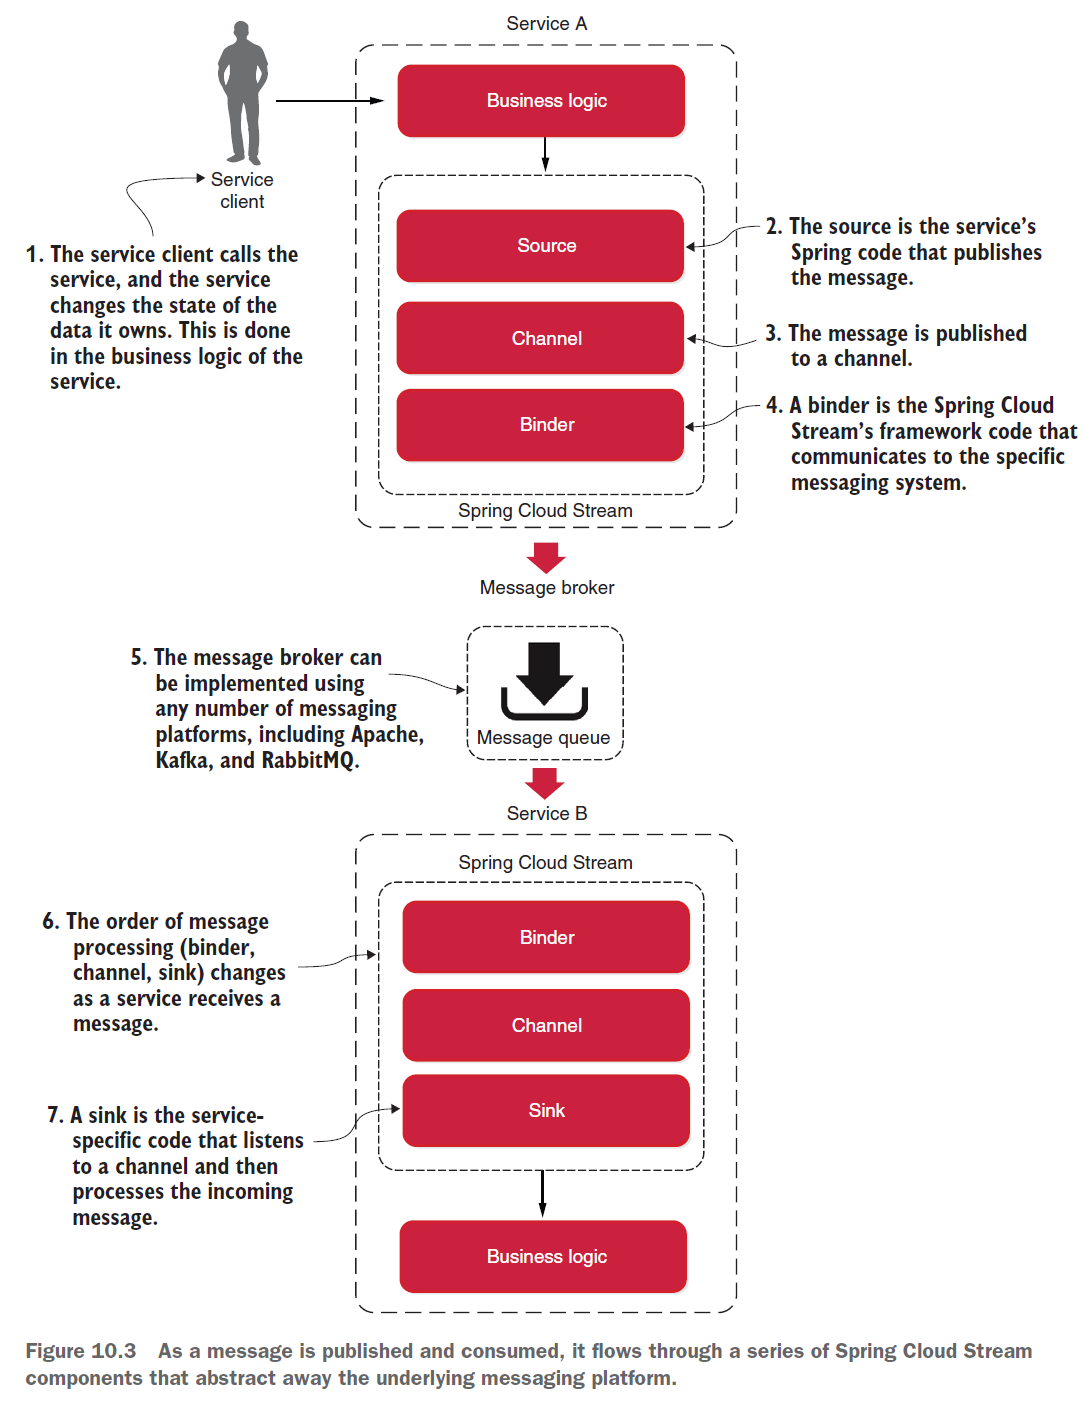 Service A
Business logic
Service
client
1. The service client calls the
service, and the service
changes the state of the
data it owns. This is done
in the business logic of the
service.
Source
2. The source is the service's
Spring code that publishes
the message.
Channel
3. The message is published
to a channel.
Binder
4. A binder is the Spring Cloud
Stream's framework code that
communicates to the specific
messaging system.
Spring Cloud Stream
Message broker
5. The message broker can
be implemented using
any number of messaging
platforms, including Apache,
Kafka, and RabbitMQ.
Message queue
Service B
Spring Cloud Stream
Binder
6. The order of message
processing (binder,
channel, sink) changes
as a service receives a
message.
Channel
Sink
7. A sink is the service-
specific code that listens
to a channel and then
processes the incoming
message.
Business logic
Figure 10.3 As a message is published and consumed, it flows through a series of Spring Cloud Stream
components that abstract away the underlying messaging platform.